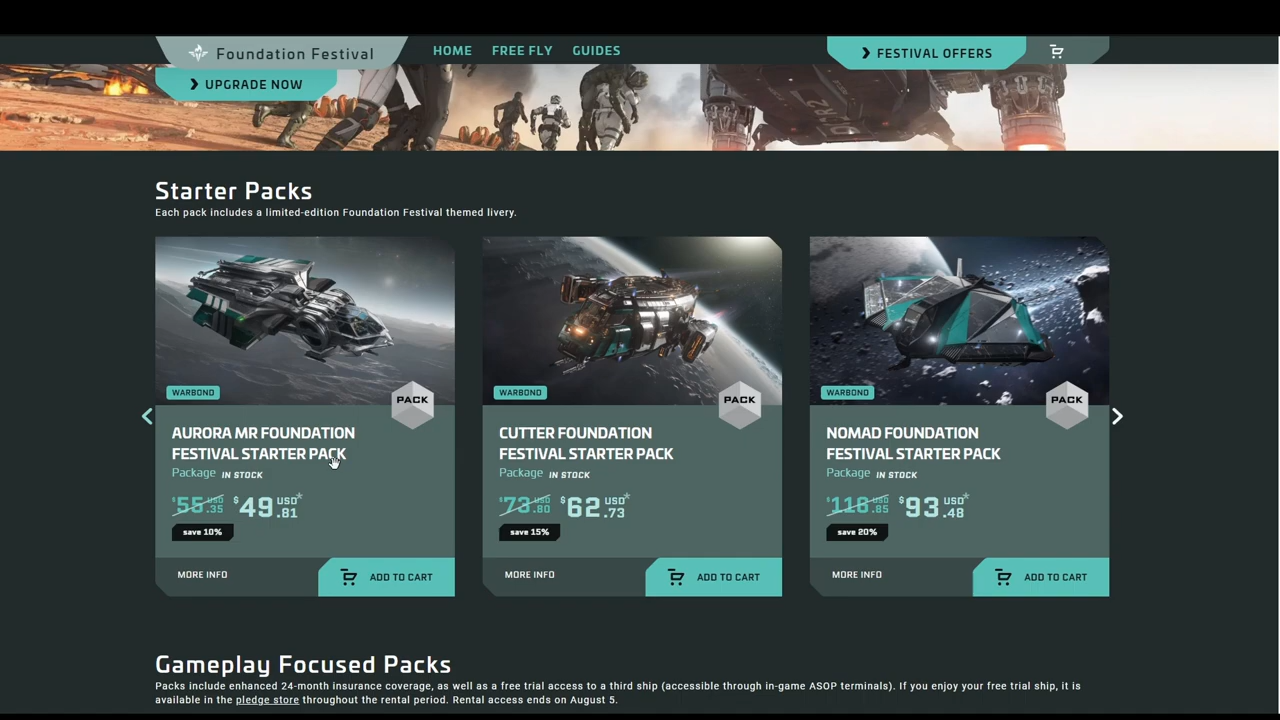 Foundation Festival
HOME
FREE FLY
GUIDES
FESTIVAL OFFERS
UPGRADE NOW
Starter Packs
Each pack includes a limited-edition Foundation Festival themed livery.
WARBOND
PACK
AURORA MR FOUNDATION
FESTIVAL STARTER PACK
Package IN STOCK
$55.35 USD $49.81 USD*
save 10%
MORE INFO
ADD TO CART
WARBOND
PACK
CUTTER FOUNDATION
FESTIVAL STARTER PACK
Package IN STOCK
$73.80 USD $62.73 USD*
save 15%
MORE INFO
ADD TO CART
WARBOND
PACK
NOMAD FOUNDATION
FESTIVAL STARTER PACK
Package IN STOCK
$116.85 USD $93.48 USD*
save 20%
MORE INFO
ADD TO CART
Gameplay Focused Packs
Packs include enhanced 24-month insurance coverage, as well as a free trial access to a third ship (accessible through in-game ASOP terminals). If you enjoy your free trial ship, it is
available in the pledge store throughout the rental period. Rental access ends on August 5.